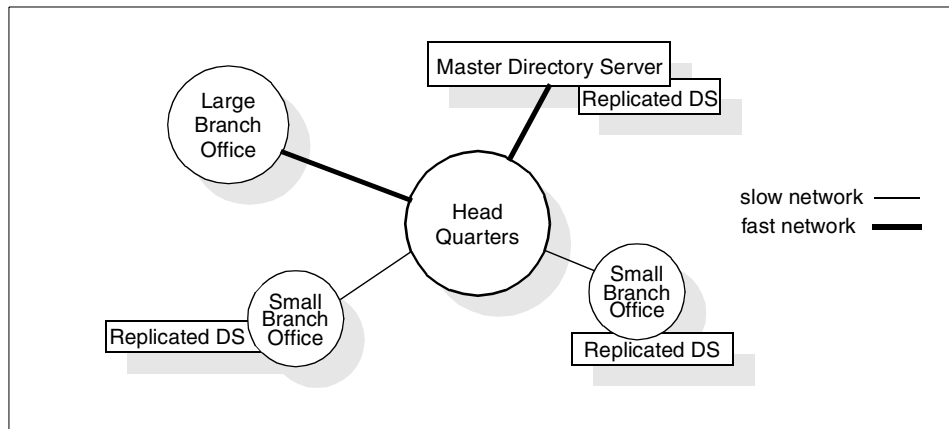 Master Directory Server
Replicated DS
Large
Branch
Office
Head
Quarters
slow network
fast network
Small
Branch
Office
Replicated DS
Small
Branch
Office
Replicated DS